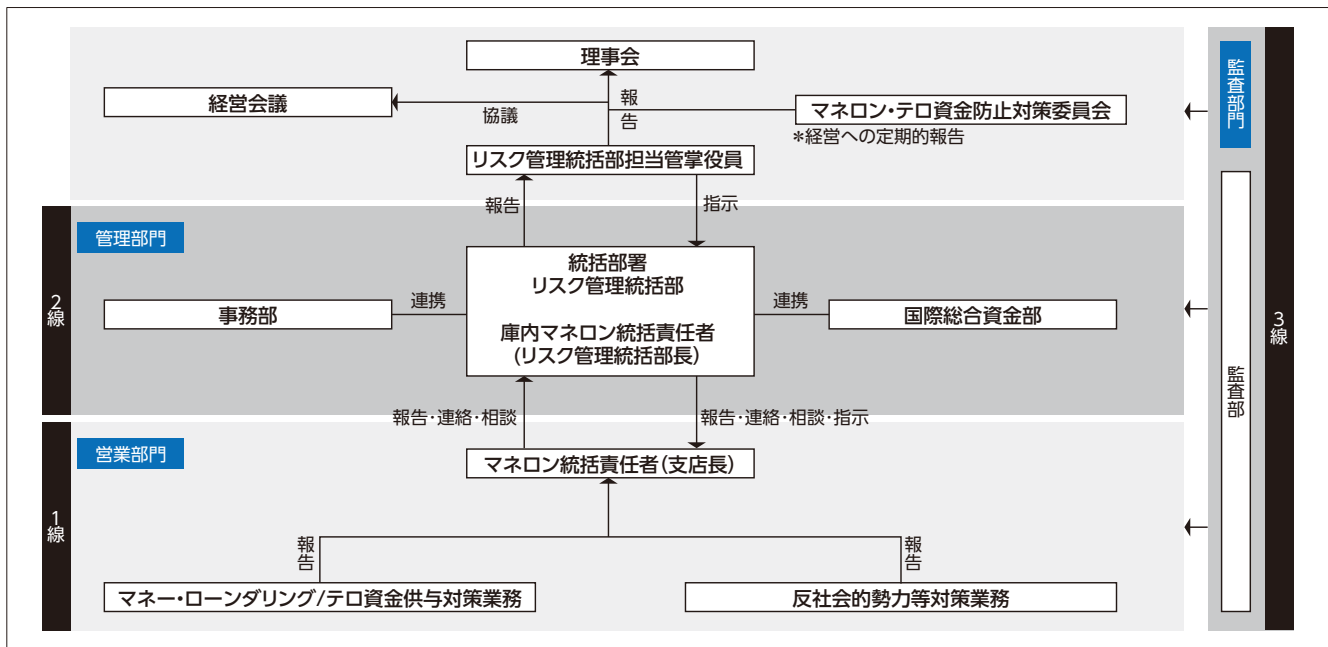 理事会
経営会議
協議
報告
マネロン・テロ資金防止対策委員会
*経営への定期的報告
リスク管理統括部担当管掌役員
報告
指示
監査部門
2線
管理部門
統括部署
リスク管理統括部
庫内マネロン統括責任者
(リスク管理統括部長)
事務部
連携
連携
国際総合資金部
3線
監査部
報告・連絡・相談
報告・連絡・相談・指示
1線
営業部門
マネロン統括責任者(支店長)
報告
報告
マネー・ローンダリング/テロ資金供与対策業務
反社会的勢力等対策業務